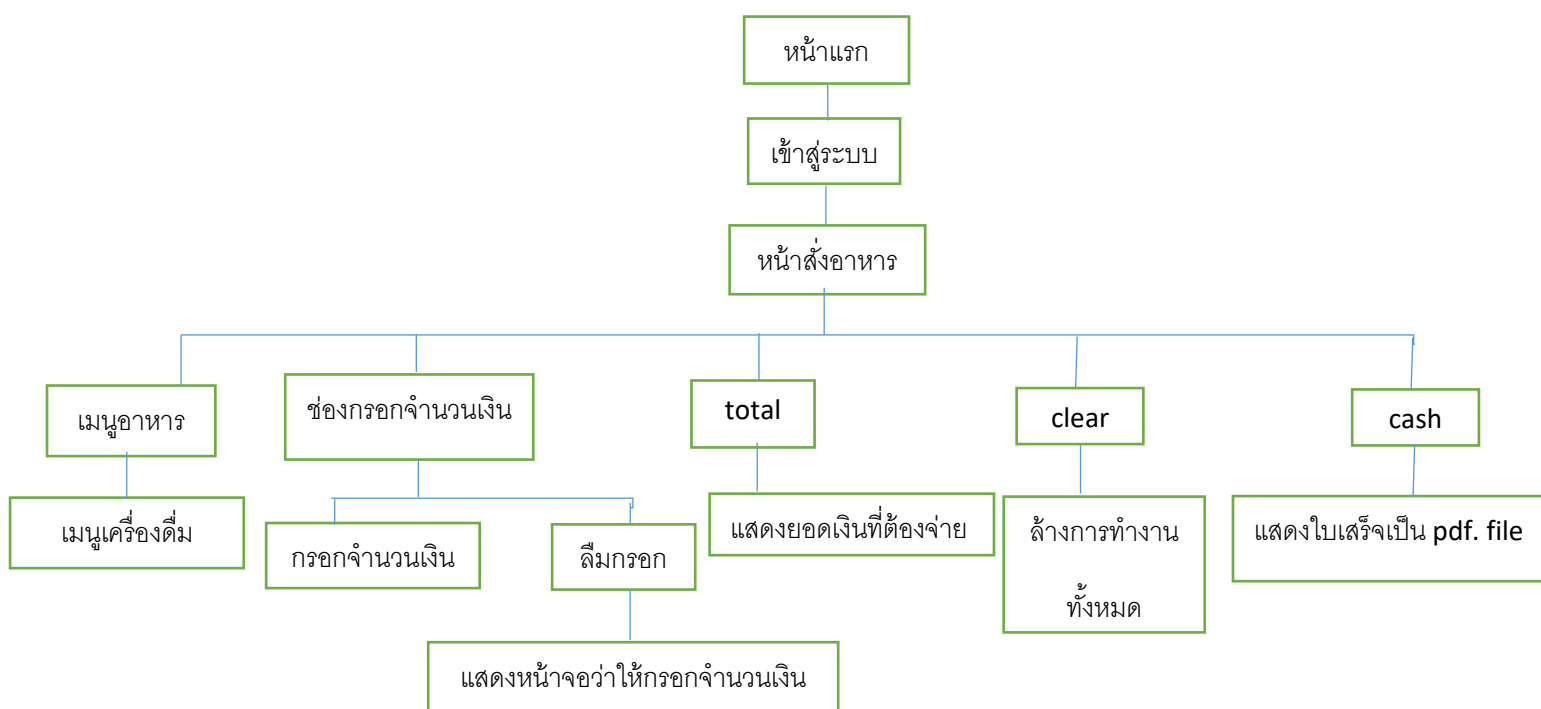 หน้าแรก
เข้าสู่ระบบ
หน้าสั่งอาหาร
เมนูอาหาร
ช่องกรอกจำนวนเงิน
total
clear
cash
เมนูเครื่องดื่ม
กรอกจำนวนเงิน
ลืมกรอก
แสดงยอดเงินที่ต้องจ่าย
ล้างการทำงาน
ทั้งหมด
แสดงใบเสร็จเป็น pdf. file
แสดงหน้าจอว่าให้กรอกจำนวนเงิน